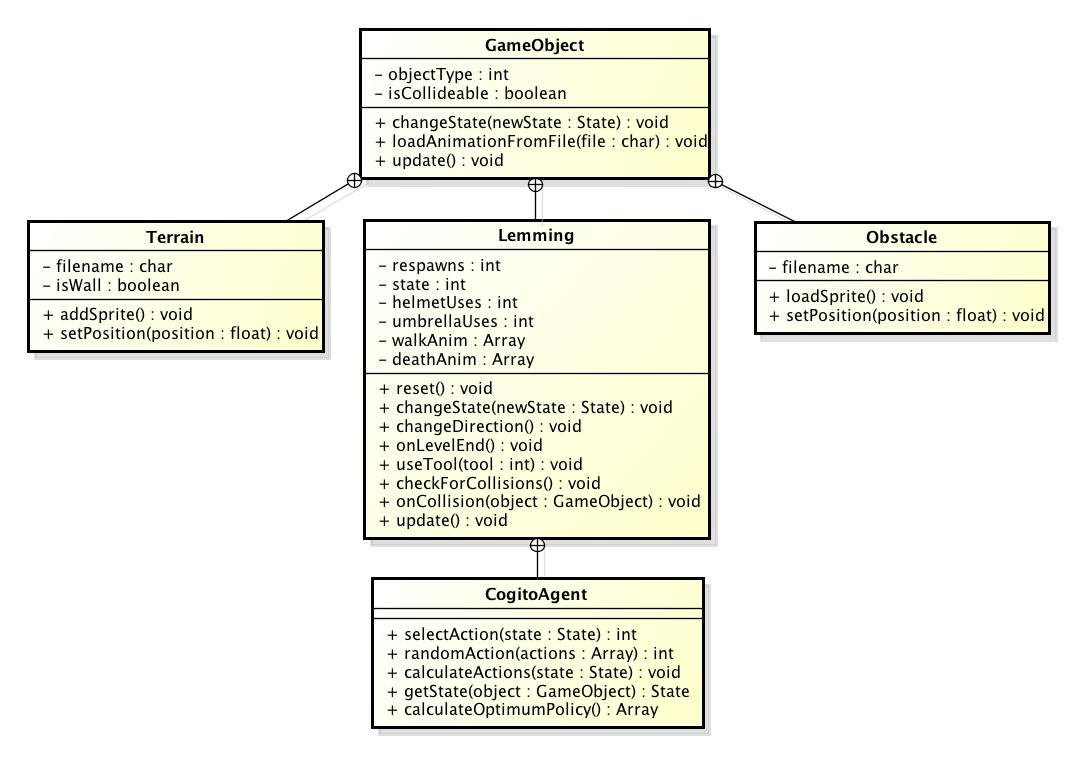 GameObject
- objectType : int
- isCollideable : boolean
+ changeState(newState : State) : void
+ loadAnimationFromFile(file : char) : void
+ update() : void
Terrain
- filename : char
- isWall : boolean
+ addSprite() : void
+ setPosition(position : float) : void
Lemming
- respawns : int
- state : int
- helmetUses : int
- umbrellaUses : int
- walkAnim : Array
- deathAnim : Array
+ reset() : void
+ changeState(newState : State) : void
+ changeDirection() : void
+ onLevelEnd() : void
+ useTool(tool : int) : void
+ checkForCollisions() : void
+ onCollision(object : GameObject) : void
+ update() : void
Obstacle
- filename : char
+ loadSprite() : void
+ setPosition(position : float) : void
CogitoAgent
+ selectAction(state : State) : int
+ randomAction(actions : Array) : int
+ calculateActions(state : State) : void
+ getState(object : GameObject) : State
+ calculateOptimumPolicy() : Array